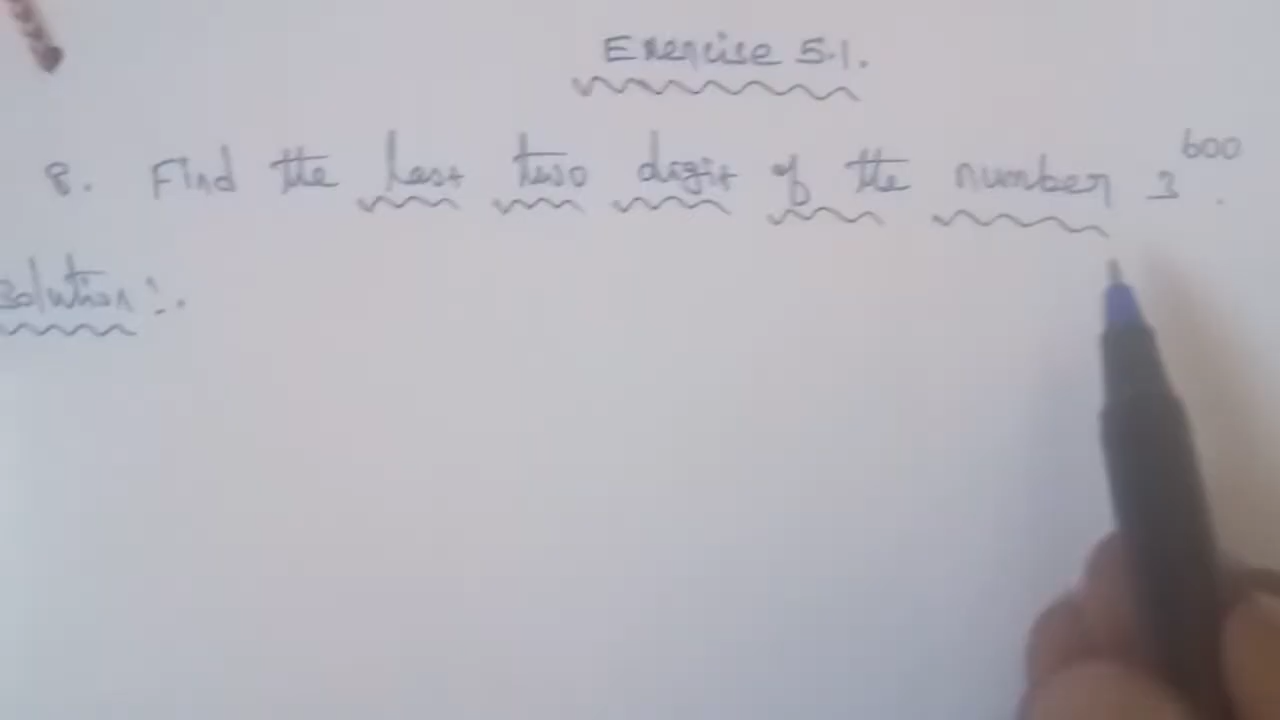 Exercise 5.1.
8. Find the last two digit of the number 3^600.
Solution:.